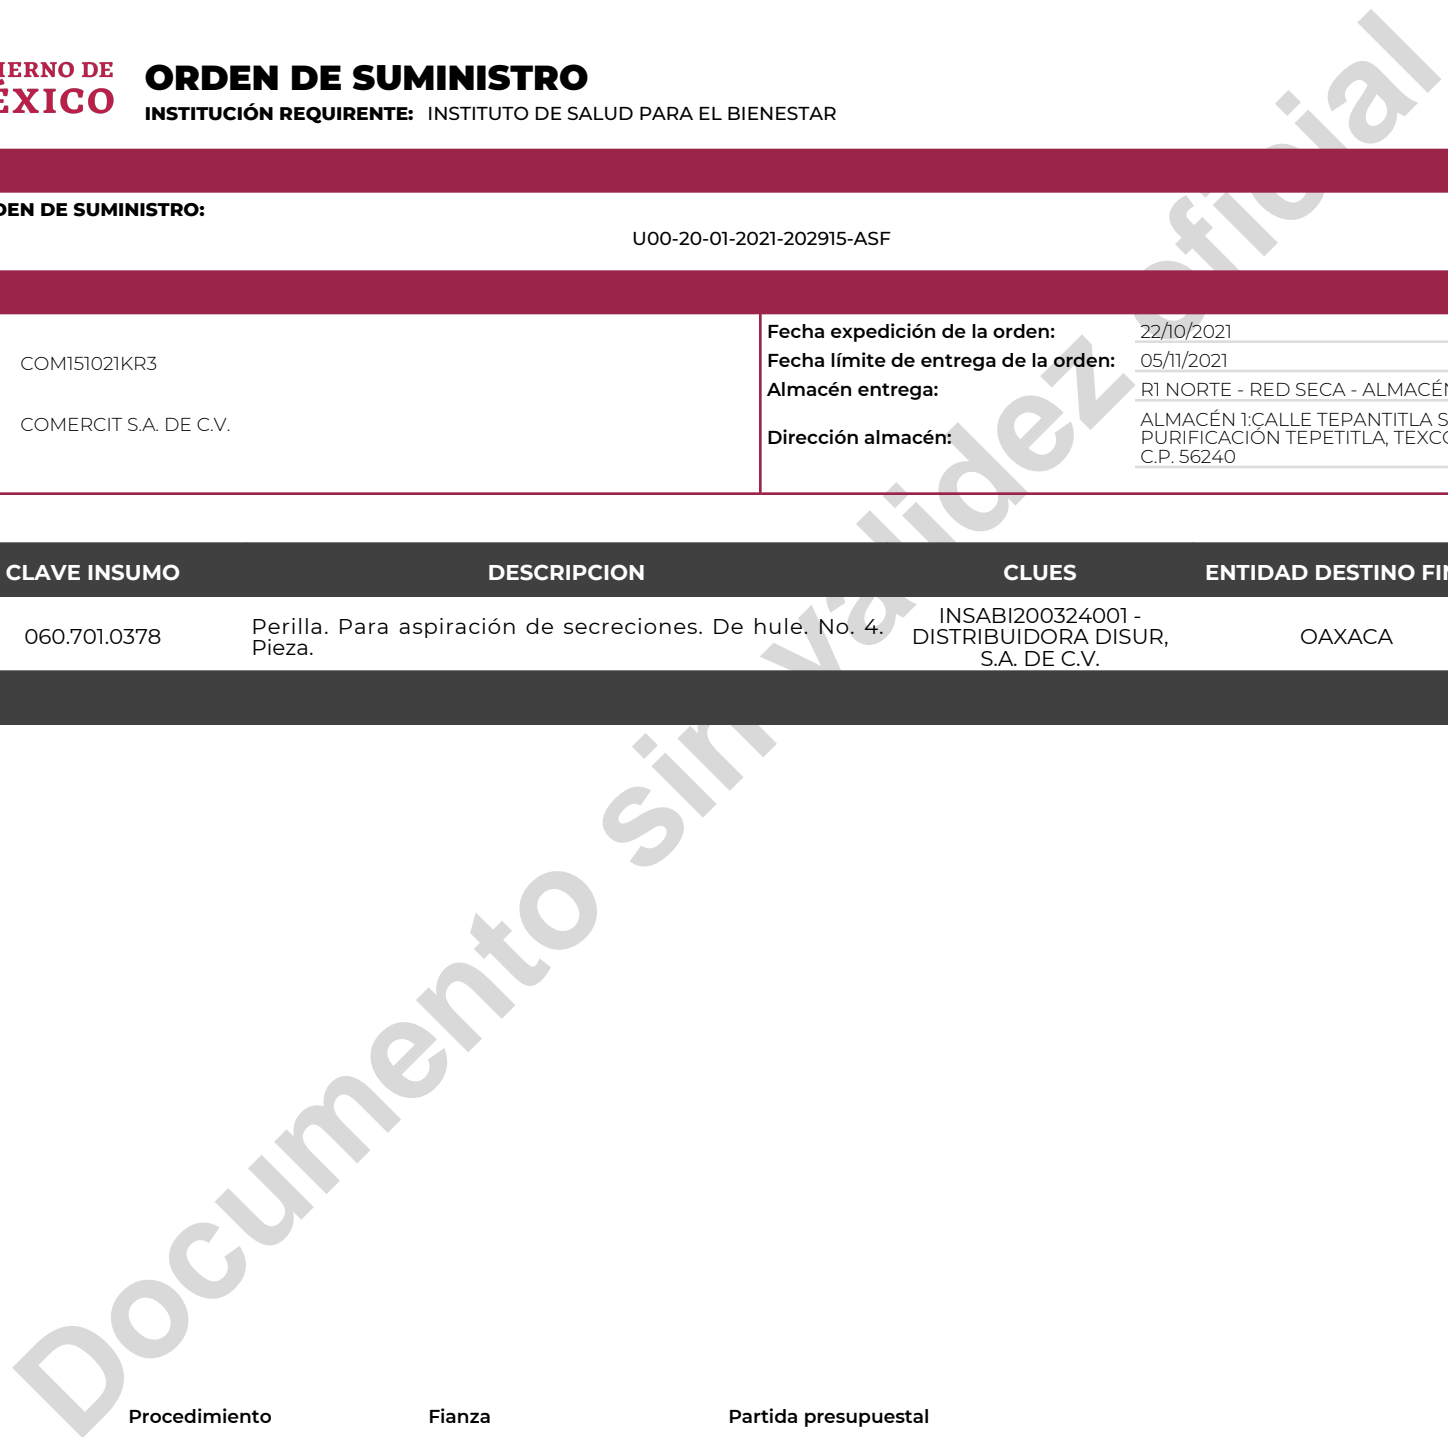 IERNO DE
ÉXICO
ORDEN DE SUMINISTRO
INSTITUCIÓN REQUIRENTE: INSTITUTO DE SALUD PARA EL BIENESTAR
DEN DE SUMINISTRO:
U00-20-01-2021-202915-ASF
COM151021KR3
COMERCIT S.A. DE C.V.
Fecha expedición de la orden: 22/10/2021
Fecha límite de entrega de la orden: 05/11/2021
Almacén entrega: R1 NORTE - RED SECA - ALMACÉN
Dirección almacén: ALMACÉN 1:CALLE TEPANTITLA S
PURIFICACIÓN TEPETITLA, TEXCO
C.P. 56240
CLAVE INSUMO DESCRIPCION CLUES ENTIDAD DESTINO FIN
060.701.0378
Perilla. Para aspiración de secreciones. De hule. No. 4.
Pieza.
INSABI200324001 -
DISTRIBUIDORA DISUR,
S.A. DE C.V.
OAXACA
Documento sin validez oficial
Procedimiento Fianza Partida presupuestal